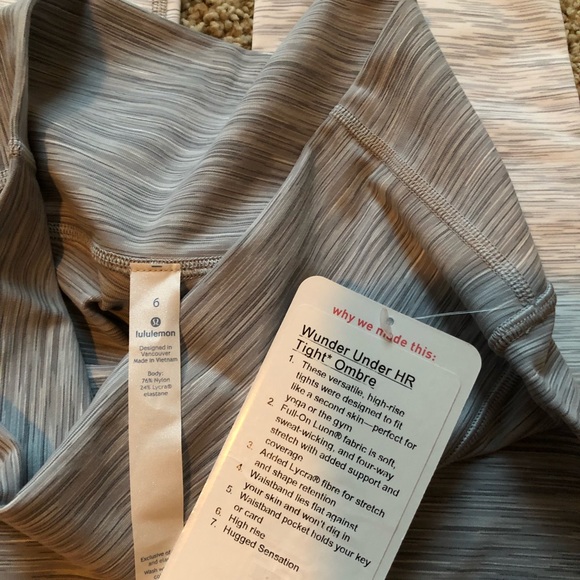 6
lululemon
Designed in
Vancouver
Made in Vietnam
Body:
76% Nylon
24% Lycra®
elastane
Exclusive of
why we made this:
Wunder Under HR
Tight* Ombre
1. These versatile, high-rise
tights were designed to fit
like a second skin—perfect for
yoga or the gym
2. Full-On Luon® fabric is soft,
sweat-wicking, and four-way
stretch with added support and
coverage
3. Added Lycra® fibre for stretch
and shape retention
4. Waistband lies flat against
your skin and won't dig in
5. Waistband pocket holds your key
or card
6. High rise
7. Hugged Sensation